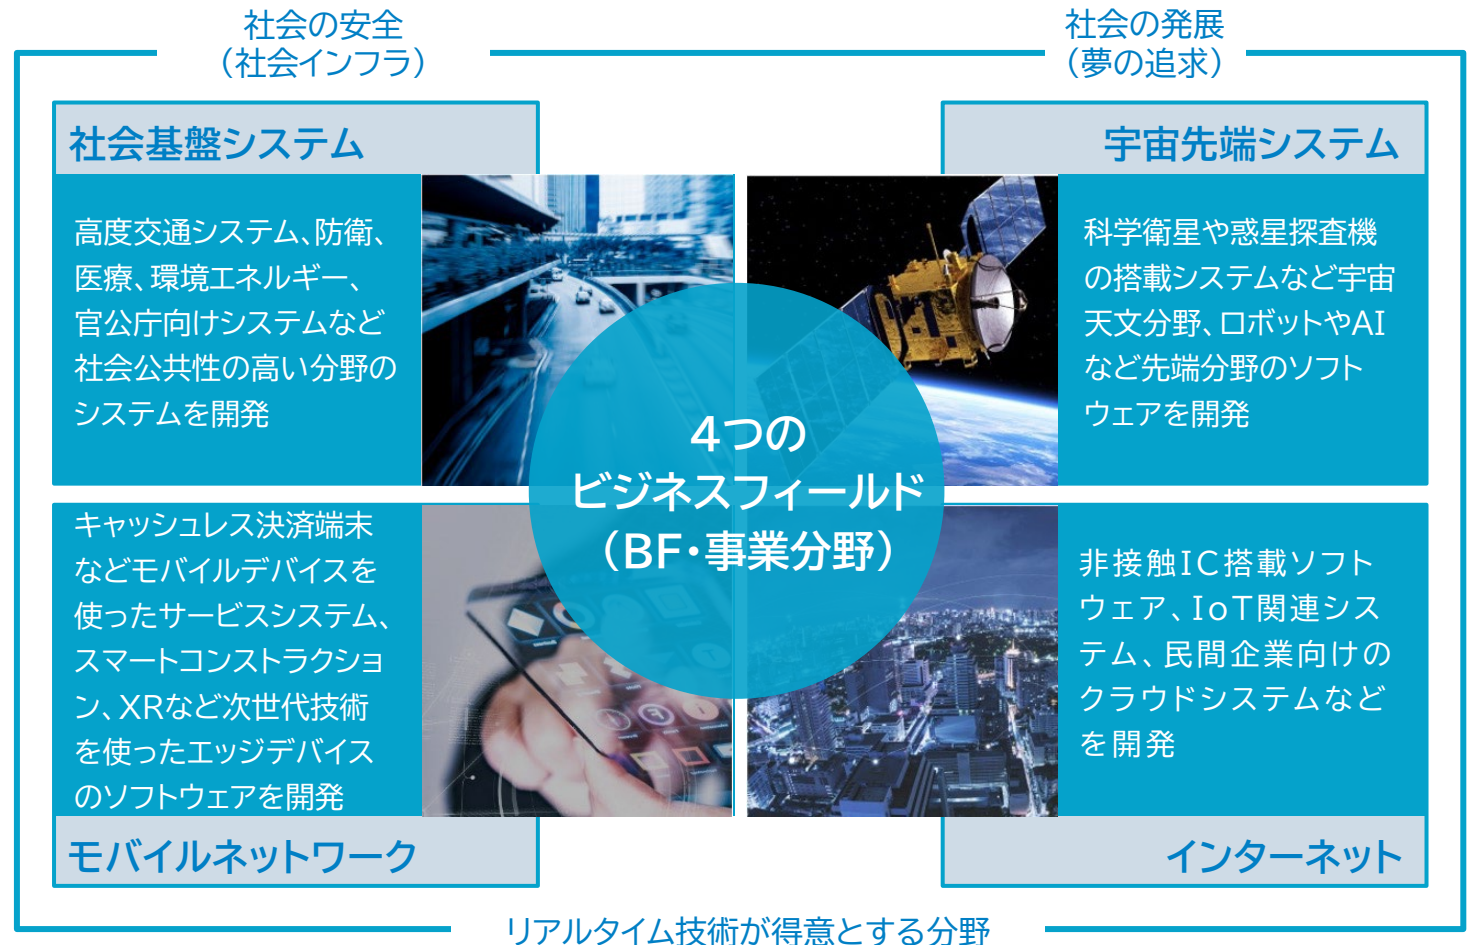 社会の安全
（社会インフラ）
社会の発展
（夢の追求）
社会基盤システム
高度交通システム、防衛、
医療、環境エネルギー、
官公庁向けシステムなど
社会公共性の高い分野の
システムを開発
宇宙先端システム
科学衛星や惑星探査機
の搭載システムなど宇宙
天文分野、ロボットやAI
など先端分野のソフト
ウェアを開発
4つの
ビジネスフィールド
（BF・事業分野）
キャッシュレス決済端末
などモバイルデバイスを
使ったサービスシステム、
スマートコンストラクショ
ン、XRなど次世代技術
を使ったエッジデバイス
のソフトウェアを開発
モバイルネットワーク
非接触IC搭載ソフト
ウェア、IoT関連シス
テム、民間企業向けの
クラウドシステムなど
を開発
インターネット
リアルタイム技術が得意とする分野